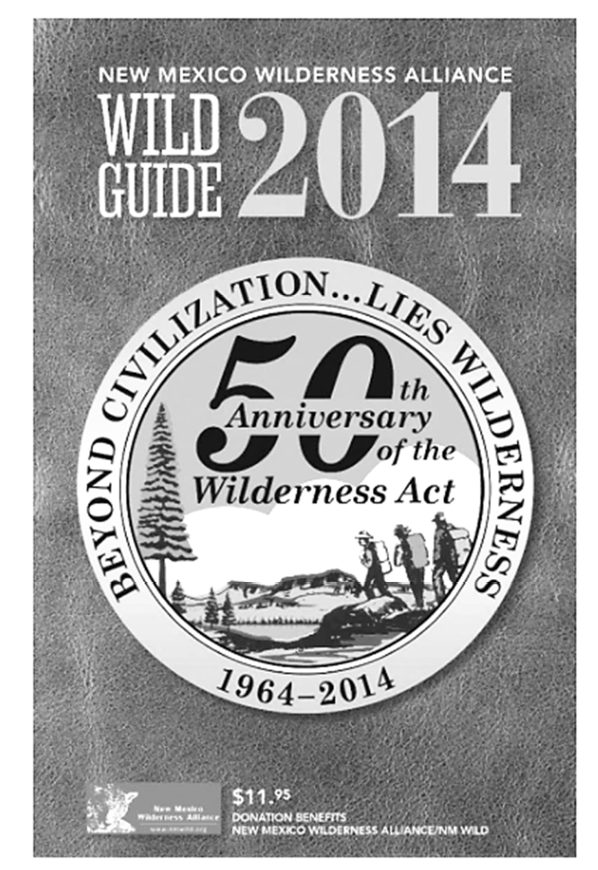 NEW MEXICO WILDERNESS ALLIANCE
WILD
GUIDE
2014
BEYOND CIVILIZATION...LIES WILDERNESS
50th
Anniversary
of the
Wilderness Act
1964–2014
New Mexico
Wilderness Alliance
www.nmwild.org
$11.95
DONATION BENEFITS
NEW MEXICO WILDERNESS ALLIANCE/NM WILD